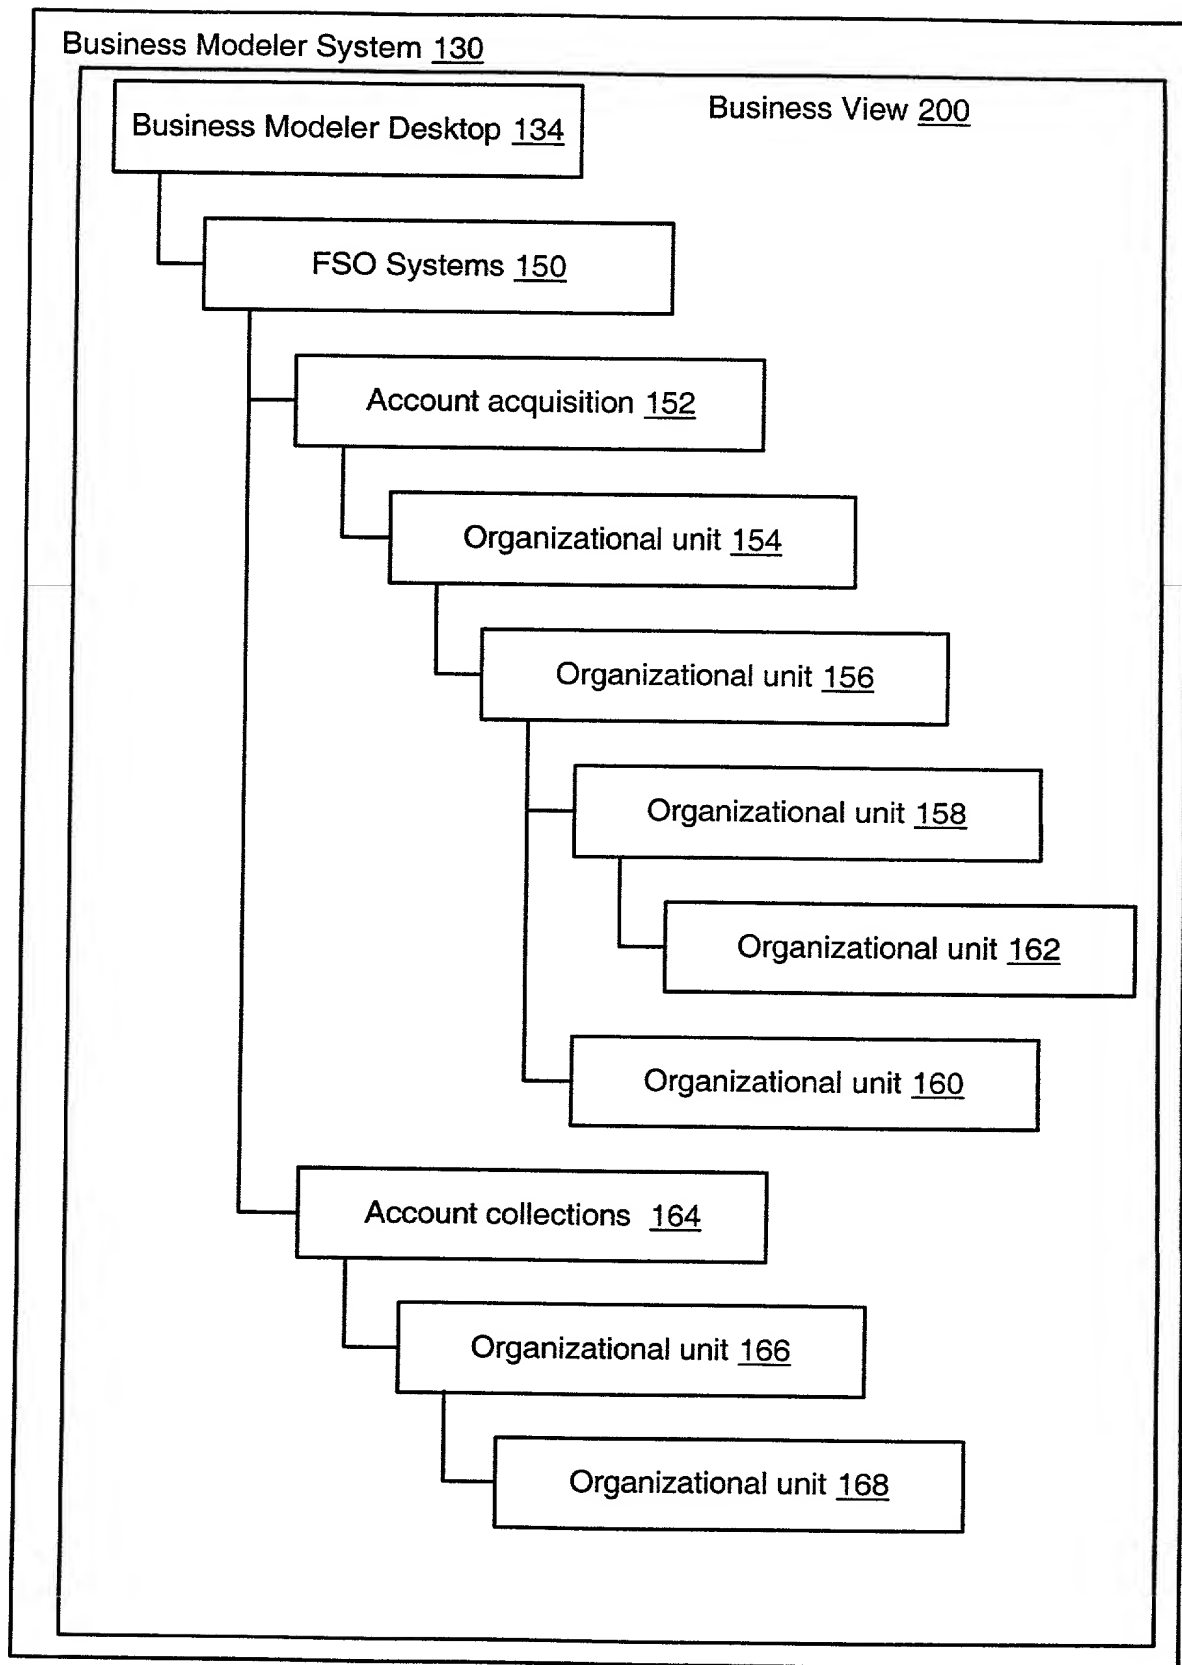 Business Modeler System 130
Business View 200
Business Modeler Desktop 134
FSO Systems 150
Account acquisition 152
Organizational unit 154
Organizational unit 156
Organizational unit 158
Organizational unit 162
Organizational unit 160
Account collections 164
Organizational unit 166
Organizational unit 168